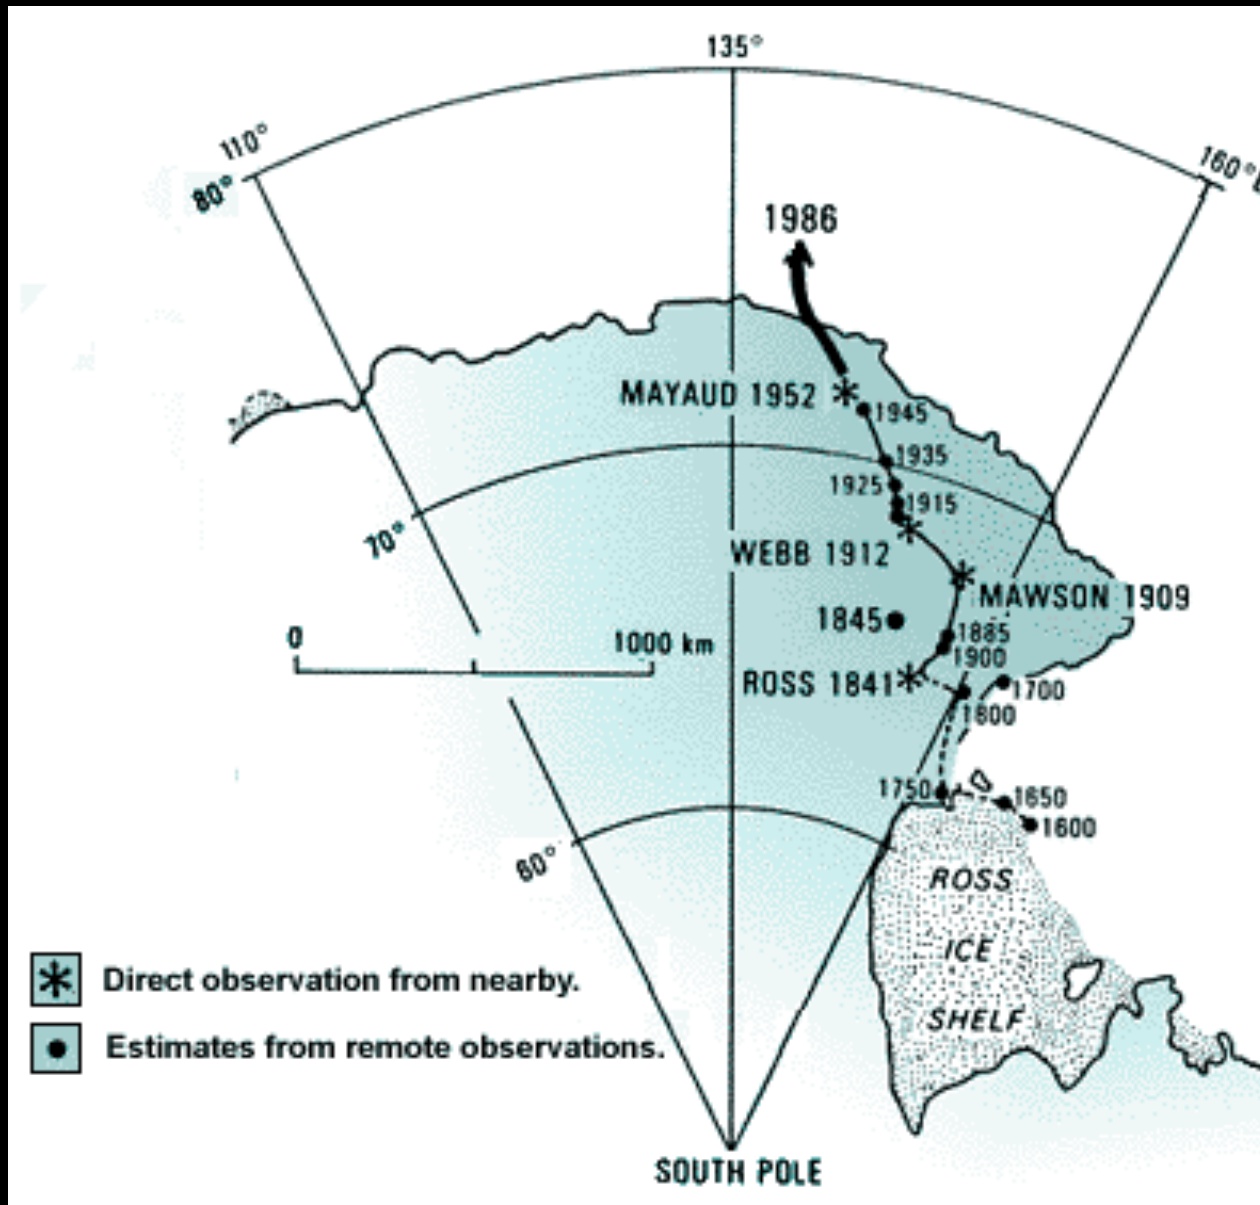 135°
110°
80°
160°
1986
MAYAUD 1952
1945
1935
1925
1915
70°
WEBB 1912
MAWSON 1909
1845
0
1000 km
1885
1900
ROSS 1841
1700
1800
1750
1650
1600
60°
ROSS
ICE
SHELF
Direct observation from nearby.
Estimates from remote observations.
SOUTH POLE